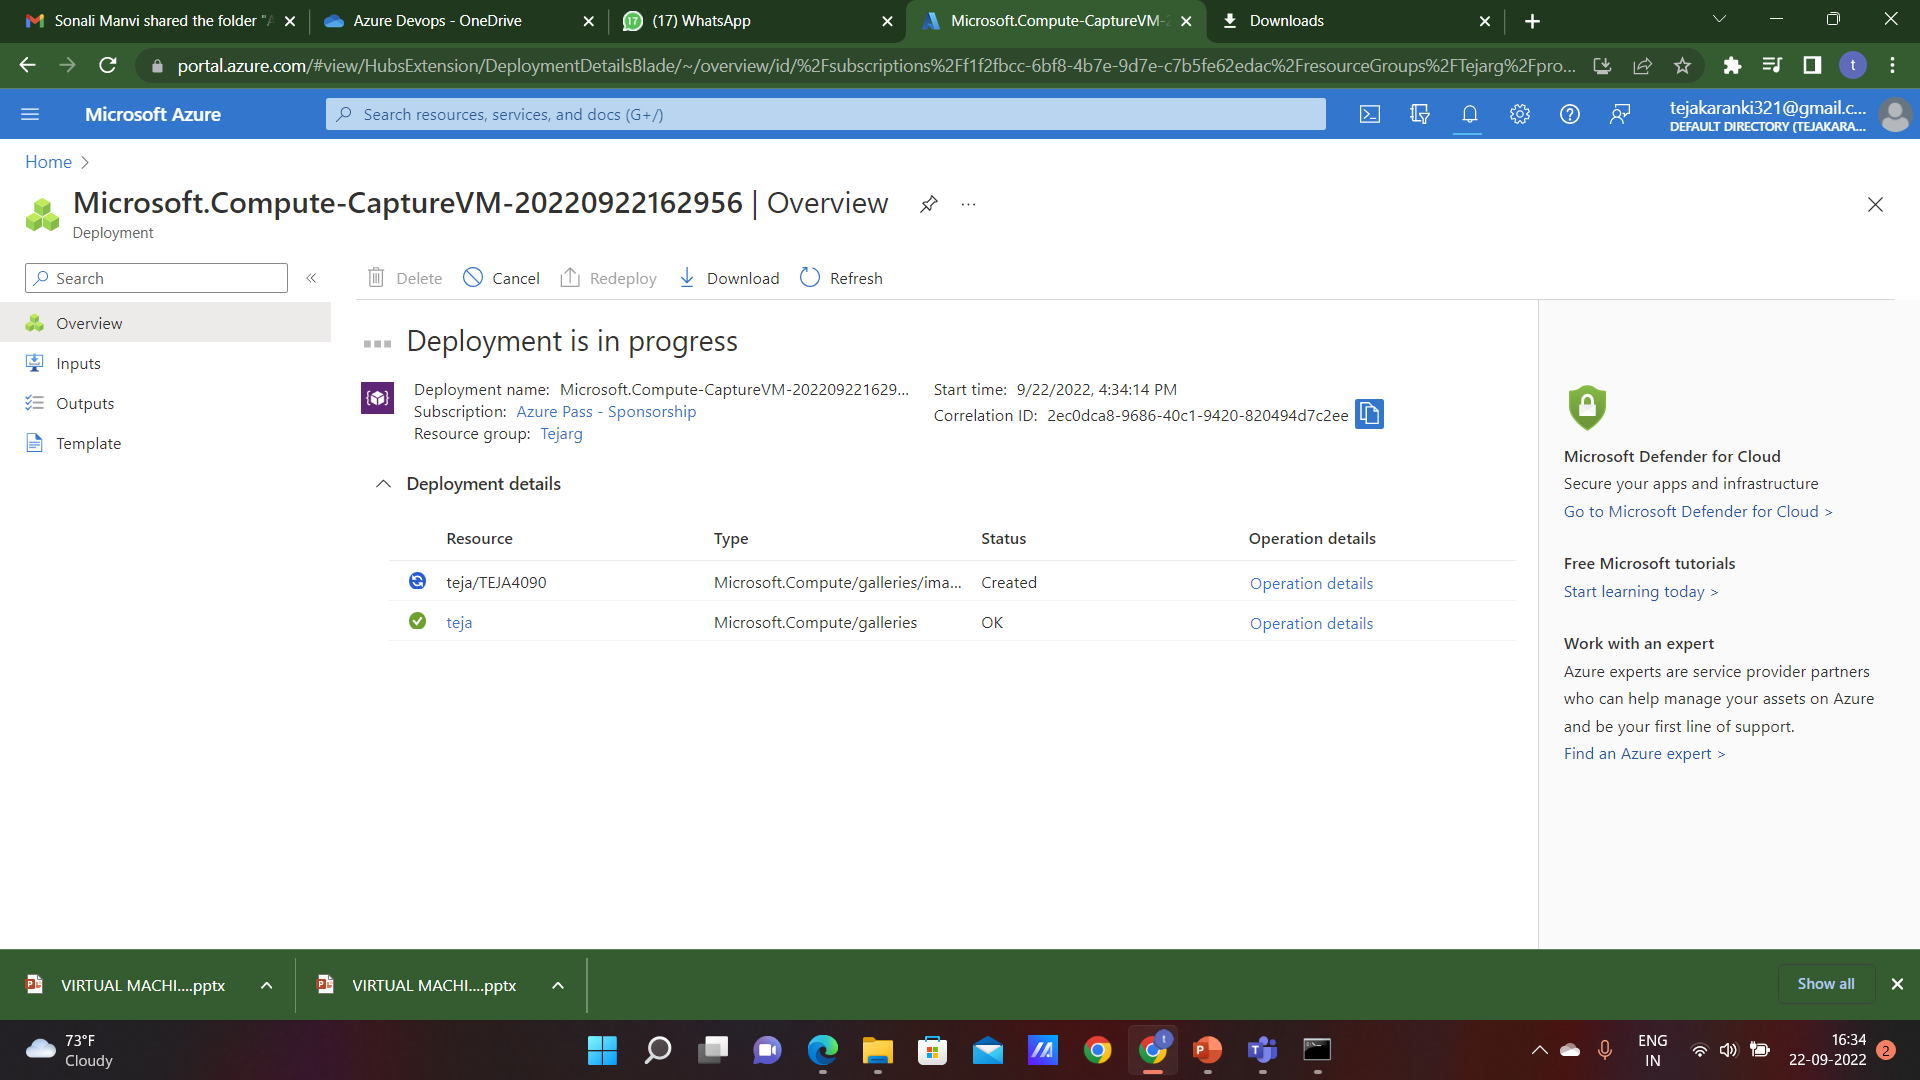 Sonali Manvi shared the folder "A
Azure Devops - OneDrive
(17) WhatsApp
Microsoft.Compute-CaptureVM-2
Downloads
portal.azure.com/#view/HubsExtension/DeploymentDetailsBlade/~/overview/id/%2Fsubscriptions%2Ff1f2fbcc-6bf8-4b7e-9d7e-c7b5fe62edac%2FresourceGroups%2FTejarg%2Fpro...
t
Microsoft Azure
Search resources, services, and docs (G+/)
tejakaranki321@gmail.c...
DEFAULT DIRECTORY (TEJAKARA...
Home
Microsoft.Compute-CaptureVM-20220922162956 | Overview
...
Deployment
Search
«
Delete
Cancel
Redeploy
Download
Refresh
Overview
Inputs
Outputs
Template
Deployment is in progress
Deployment name: Microsoft.Compute-CaptureVM-202209221629...
Subscription: Azure Pass - Sponsorship
Resource group: Tejarg
Start time: 9/22/2022, 4:34:14 PM
Correlation ID: 2ec0dca8-9686-40c1-9420-820494d7c2ee
Deployment details
Resource Type Status Operation details
teja/TEJA4090 Microsoft.Compute/galleries/ima... Created Operation details
teja Microsoft.Compute/galleries OK Operation details
Microsoft Defender for Cloud
Secure your apps and infrastructure
Go to Microsoft Defender for Cloud >
Free Microsoft tutorials
Start learning today >
Work with an expert
Azure experts are service provider partners
who can help manage your assets on Azure
and be your first line of support.
Find an Azure expert >
VIRTUAL MACHI....pptx
VIRTUAL MACHI....pptx
Show all
73°F
Cloudy
t
ENG
IN
16:34
22-09-2022
2